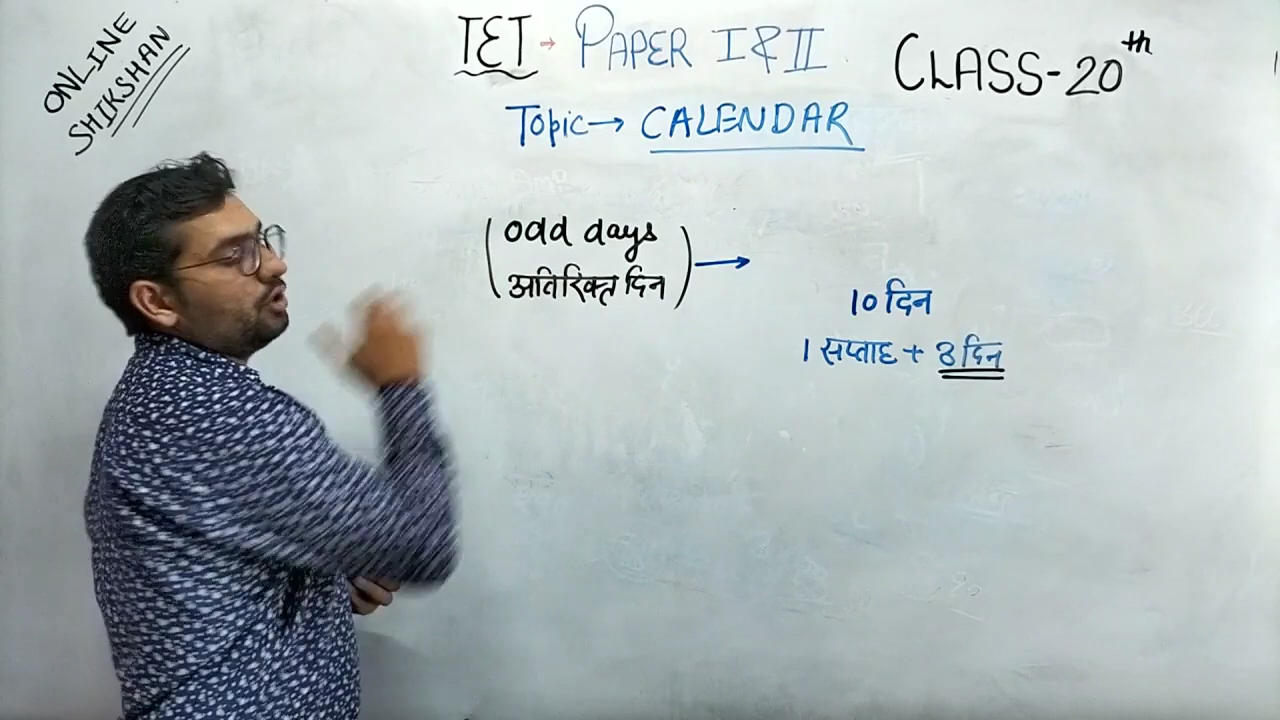 ONLINE
SHIKSHAN
TET → PAPER I & II
CLASS-20th
Topic → CALENDAR
(odd days
अतिरिक्त दिन) →
10 दिन
1 सप्ताह + 3 दिन